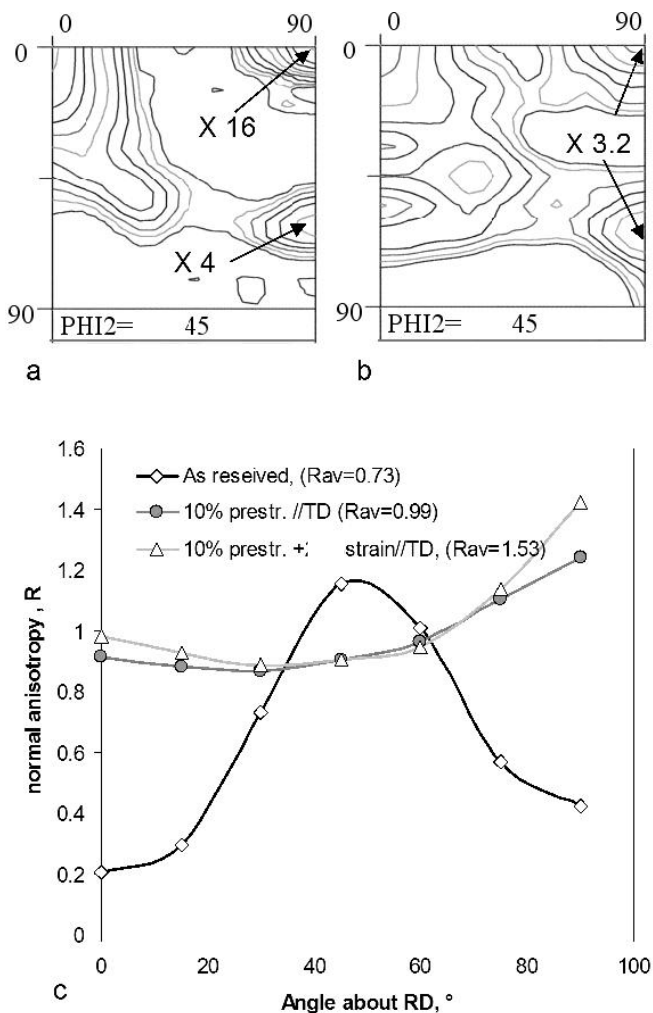 0 90
0 90
0
X 16
X 4
90
PHI2= 45
a
0
X 3.2
90
PHI2= 45
b
1.6
1.4
1.2
1
0.8
0.6
0.4
0.2
0
normal anisotropy , R
As reseived, (Rav=0.73)
10% prestr. //TD (Rav=0.99)
10% prestr. + strain//TD, (Rav=1.53)
0 20 40 60 80 100
c
Angle about RD, °